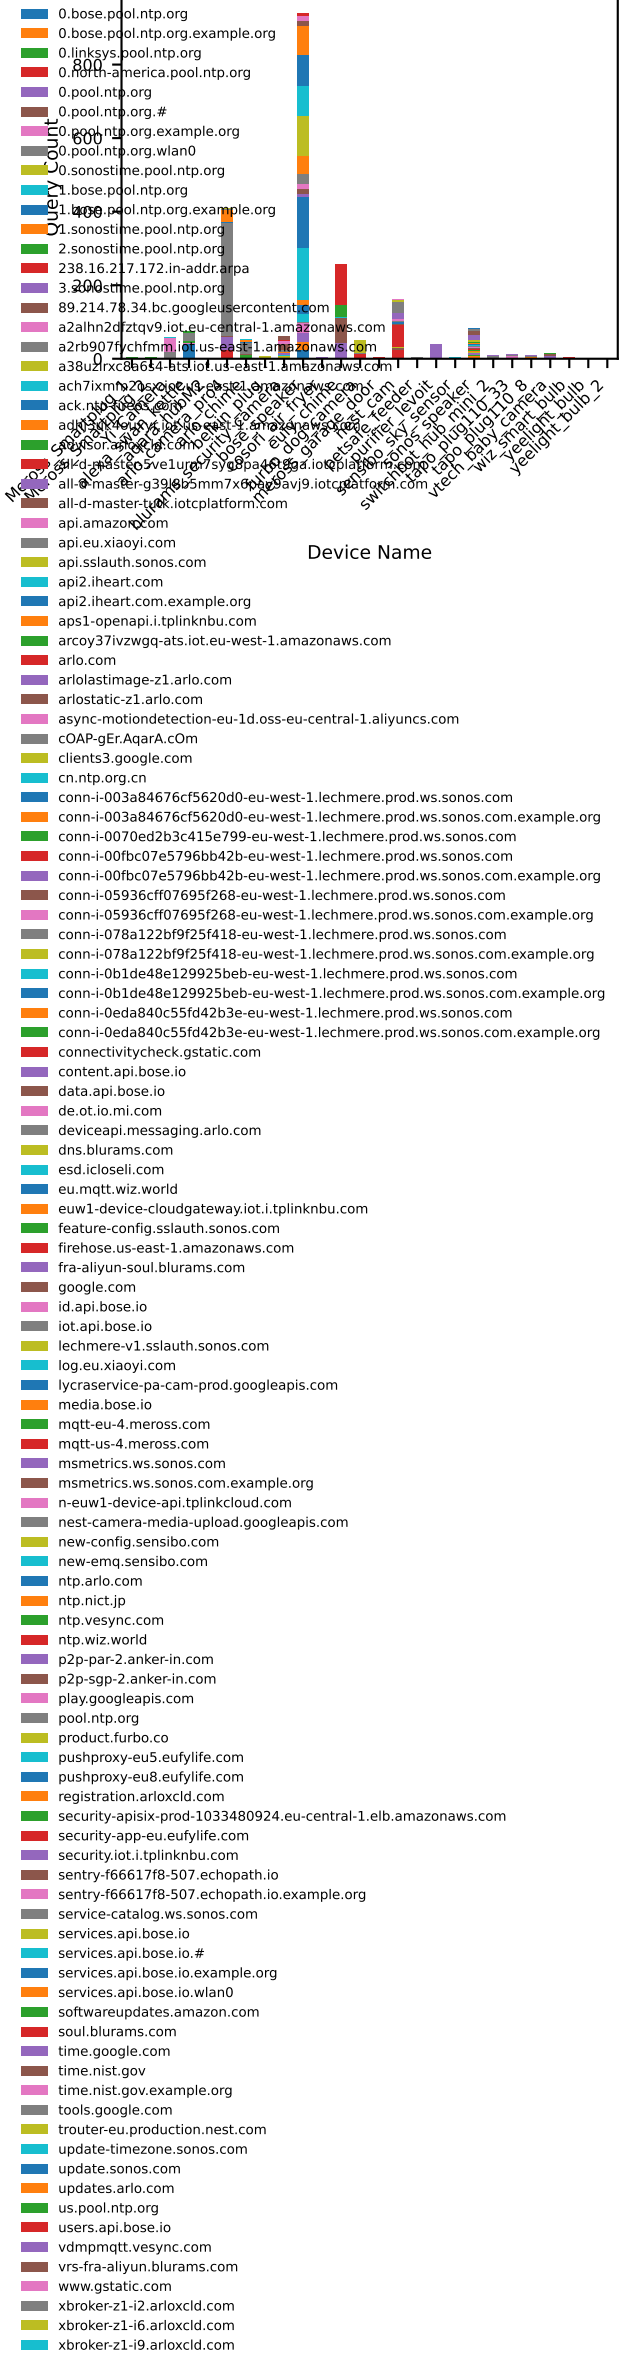 0.bose.pool.ntp.org
0.bose.pool.ntp.org.example.org
0.linksys.pool.ntp.org
0.north-america.pool.ntp.org
0.pool.ntp.org
0.pool.ntp.org.#
0.pool.ntp.org.example.org
0.pool.ntp.org.wlan0
0.sonostime.pool.ntp.org
1.bose.pool.ntp.org
1.bose.pool.ntp.org.example.org
1.sonostime.pool.ntp.org
2.sonostime.pool.ntp.org
238.16.217.172.in-addr.arpa
3.sonostime.pool.ntp.org
89.214.78.34.bc.googleusercontent.com
a2alhn2dfztqv9.iot.eu-central-1.amazonaws.com
a2rb907fychfmm.iot.us-east-1.amazonaws.com
800
600
400
200
0
Query Count
bose_speaker
petsafe_feeder
sensibo_sky_sensor
sonos_speaker
switchbot_hub_mini_2
tapo_plug110_33
tapo_plug110_8
vtech_baby_camera
wiz_smart_bulb
yeelight_bulb
yeelight_bulb_2
Device Name
api.amazon.com
api.eu.xiaoyi.com
api.sslauth.sonos.com
api2.iheart.com
api2.iheart.com.example.org
aps1-openapi.i.tplinknbu.com
arcoy37ivzwgq-ats.iot.eu-west-1.amazonaws.com
arlo.com
arlolastimage-z1.arlo.com
arlostatic-z1.arlo.com
async-motiondetection-eu-1d.oss-eu-central-1.aliyuncs.com
cOAP-gEr.AqarA.cOm
clients3.google.com
cn.ntp.org.cn
conn-i-003a84676cf5620d0-eu-west-1.lechmere.prod.ws.sonos.com
conn-i-003a84676cf5620d0-eu-west-1.lechmere.prod.ws.sonos.com.example.org
conn-i-0070ed2b3c415e799-eu-west-1.lechmere.prod.ws.sonos.com
conn-i-00fbc07e5796bb42b-eu-west-1.lechmere.prod.ws.sonos.com
conn-i-00fbc07e5796bb42b-eu-west-1.lechmere.prod.ws.sonos.com.example.org
conn-i-05936cff07695f268-eu-west-1.lechmere.prod.ws.sonos.com
conn-i-05936cff07695f268-eu-west-1.lechmere.prod.ws.sonos.com.example.org
conn-i-078a122bf9f25f418-eu-west-1.lechmere.prod.ws.sonos.com
conn-i-078a122bf9f25f418-eu-west-1.lechmere.prod.ws.sonos.com.example.org
conn-i-0b1de48e129925beb-eu-west-1.lechmere.prod.ws.sonos.com
conn-i-0b1de48e129925beb-eu-west-1.lechmere.prod.ws.sonos.com.example.org
conn-i-0eda840c55fd42b3e-eu-west-1.lechmere.prod.ws.sonos.com
conn-i-0eda840c55fd42b3e-eu-west-1.lechmere.prod.ws.sonos.com.example.org
connectivitycheck.gstatic.com
content.api.bose.io
data.api.bose.io
de.ot.io.mi.com
deviceapi.messaging.arlo.com
dns.blurams.com
esd.icloseli.com
eu.mqtt.wiz.world
euw1-device-cloudgateway.iot.i.tplinknbu.com
feature-config.sslauth.sonos.com
firehose.us-east-1.amazonaws.com
fra-aliyun-soul.blurams.com
google.com
id.api.bose.io
iot.api.bose.io
lechmere-v1.sslauth.sonos.com
log.eu.xiaoyi.com
lycraservice-pa-cam-prod.googleapis.com
media.bose.io
mqtt-eu-4.meross.com
mqtt-us-4.meross.com
msmetrics.ws.sonos.com
msmetrics.ws.sonos.com.example.org
n-euw1-device-api.tplinkcloud.com
nest-camera-media-upload.googleapis.com
new-config.sensibo.com
new-emq.sensibo.com
ntp.arlo.com
ntp.nict.jp
ntp.vesync.com
ntp.wiz.world
p2p-par-2.anker-in.com
p2p-sgp-2.anker-in.com
play.googleapis.com
pool.ntp.org
product.furbo.co
pushproxy-eu5.eufylife.com
pushproxy-eu8.eufylife.com
registration.arloxcld.com
security-apisix-prod-1033480924.eu-central-1.elb.amazonaws.com
security-app-eu.eufylife.com
security.iot.i.tplinknbu.com
sentry-f66617f8-507.echopath.io
sentry-f66617f8-507.echopath.io.example.org
service-catalog.ws.sonos.com
services.api.bose.io
services.api.bose.io.#
services.api.bose.io.example.org
services.api.bose.io.wlan0
softwareupdates.amazon.com
soul.blurams.com
time.google.com
time.nist.gov
time.nist.gov.example.org
tools.google.com
trouter-eu.production.nest.com
update-timezone.sonos.com
update.sonos.com
updates.arlo.com
us.pool.ntp.org
users.api.bose.io
vdmpmqtt.vesync.com
vrs-fra-aliyun.blurams.com
www.gstatic.com
xbroker-z1-i2.arloxcld.com
xbroker-z1-i6.arloxcld.com
xbroker-z1-i9.arloxcld.com